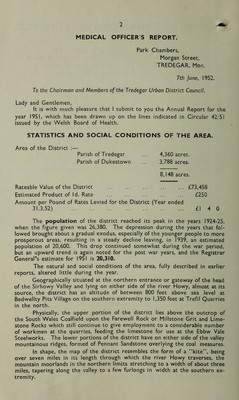 2
MEDICAL OFFICER'S REPORT.
Park Chambers,
Morgan Street,
TREDEGAR, Mon.
7th June, 1952.
To the Chairman and Members of the Tredegar Urban District Council.
Lady and Gentlemen,
It is with much pleasure that I submit to you the Annual Report for the
year 1951, which has been drawn up on the lines indicated in Circular 42/51
issued by the Welsh Board of Health.
STATISTICS AND SOCIAL CONDITIONS OF THE AREA.
Area of the District :—
Parish of Tredegar ... 4,360 acres.
Parish of Dukestown ... 3,788 acres.
8,148 acres.
Rateable Value of the District ... £73,458
Estimated Product of 1d. Rate ... £250
Amount per Pound of Rates Levied for the District (Year ended
31.3.52) ... £1 4 0
The population of the district reached its peak in the years 1924-25,
when the figure given was 26,380. The depression during the years that fol-
lowed brought about a gradual exodus, especially of the younger people to more
prosperous areas, resulting in a steady decline leaving, in 1939, an estimated
population of 20,600. This drop continued somewhat during the war period,
but an upward trend is again noted for the post war years, and the Registrar
General's estimate for 1951 is 20,310.
The natural and social conditions of the area, fully described in earlier
reports, altered little during the year.
Geographically situated at the entrance or gateway of the head
of the Sirhowy Valley and lying on either side of the river Howy, almost at its
source, the district has an altitude of between 800 feet above sea level at
Bedwellty Pits Village on the southern extremity to 1,350 feet at Trefil Quarries
in the north.
Physically, the upper portion of the district lies above the outcrop of
the South Wales Coalfield upon the Farewell Rock or Millstone Grit and Lime-
stone Rocks which still continue to give employment to a considerable number
of workmen at the quarries, feeding the limestone for use at the Ebbw Vale
Steelworks. The lower portions of the district have on either side of the valley
mountainous ridges, formed of Pennant Sandstone overlying the coal measures.
In shape, the map of the district resembles the form of a "kite", being
over seven miles in its length through which the river Howy traverses, the
mountain moorlands in the northern limits stretching to a width of about three
miles, tapering along the valley to a few furlongs in width at the southern ex-
tremity.